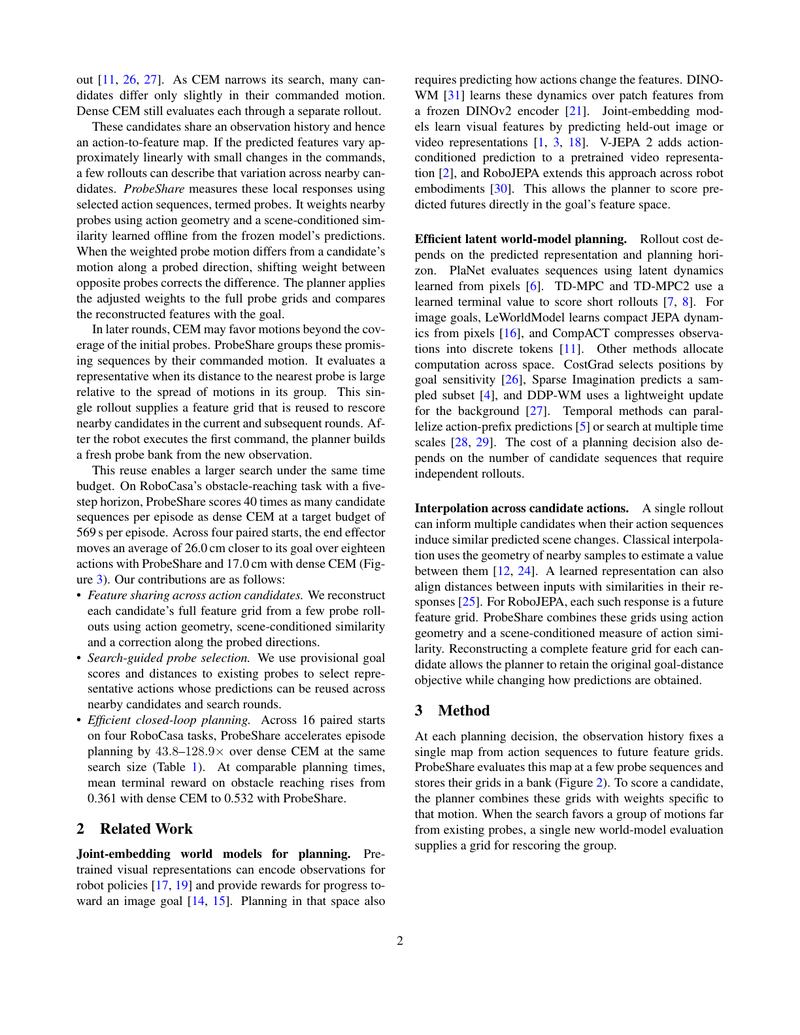 out [11, 26, 27]. As CEM narrows its search, many can-
didates differ only slightly in their commanded motion.
Dense CEM still evaluates each through a separate rollout.
These candidates share an observation history and hence
an action-to-feature map. If the predicted features vary ap-
proximately linearly with small changes in the commands,
a few rollouts can describe that variation across nearby can-
didates. ProbeShare measures these local responses using
selected action sequences, termed probes. It weights nearby
probes using action geometry and a scene-conditioned sim-
ilarity learned offline from the frozen model's predictions.
When the weighted probe motion differs from a candidate's
motion along a probed direction, shifting weight between
opposite probes corrects the difference. The planner applies
the adjusted weights to the full probe grids and compares
the reconstructed features with the goal.
In later rounds, CEM may favor motions beyond the cov-
erage of the initial probes. ProbeShare groups these promis-
ing sequences by their commanded motion. It evaluates a
representative when its distance to the nearest probe is large
relative to the spread of motions in its group. This sin-
gle rollout supplies a feature grid that is reused to rescore
nearby candidates in the current and subsequent rounds. Af-
ter the robot executes the first command, the planner builds
a fresh probe bank from the new observation.
This reuse enables a larger search under the same time
budget. On RoboCasa's obstacle-reaching task with a five-
step horizon, ProbeShare scores 40 times as many candidate
sequences per episode as dense CEM at a target budget of
569 s per episode. Across four paired starts, the end effector
moves an average of 26.0 cm closer to its goal over eighteen
actions with ProbeShare and 17.0 cm with dense CEM (Fig-
ure 3). Our contributions are as follows:
• Feature sharing across action candidates. We reconstruct
each candidate's full feature grid from a few probe roll-
outs using action geometry, scene-conditioned similarity
and a correction along the probed directions.
• Search-guided probe selection. We use provisional goal
scores and distances to existing probes to select repre-
sentative actions whose predictions can be reused across
nearby candidates and search rounds.
• Efficient closed-loop planning. Across 16 paired starts
on four RoboCasa tasks, ProbeShare accelerates episode
planning by 43.8–128.9× over dense CEM at the same
search size (Table 1). At comparable planning times,
mean terminal reward on obstacle reaching rises from
0.361 with dense CEM to 0.532 with ProbeShare.
2 Related Work
Joint-embedding world models for planning. Pre-
trained visual representations can encode observations for
robot policies [17, 19] and provide rewards for progress to-
ward an image goal [14, 15]. Planning in that space also
requires predicting how actions change the features. DINO-
WM [31] learns these dynamics over patch features from
a frozen DINOv2 encoder [21]. Joint-embedding mod-
els learn visual features by predicting held-out image or
video representations [1, 3, 18]. V-JEPA 2 adds action-
conditioned prediction to a pretrained video representa-
tion [2], and RoboJEPA extends this approach across robot
embodiments [30]. This allows the planner to score pre-
dicted futures directly in the goal's feature space.
Efficient latent world-model planning. Rollout cost de-
pends on the predicted representation and planning hori-
zon. PlaNet evaluates sequences using latent dynamics
learned from pixels [6]. TD-MPC and TD-MPC2 use a
learned terminal value to score short rollouts [7, 8]. For
image goals, LeWorldModel learns compact JEPA dynam-
ics from pixels [16], and CompACT compresses observa-
tions into discrete tokens [11]. Other methods allocate
computation across space. CostGrad selects positions by
goal sensitivity [26], Sparse Imagination predicts a sam-
pled subset [4], and DDP-WM uses a lightweight update
for the background [27]. Temporal methods can paral-
lelize action-prefix predictions [5] or search at multiple time
scales [28, 29]. The cost of a planning decision also de-
pends on the number of candidate sequences that require
independent rollouts.
Interpolation across candidate actions. A single rollout
can inform multiple candidates when their action sequences
induce similar predicted scene changes. Classical interpola-
tion uses the geometry of nearby samples to estimate a value
between them [12, 24]. A learned representation can also
align distances between inputs with similarities in their re-
sponses [25]. For RoboJEPA, each such response is a future
feature grid. ProbeShare combines these grids using action
geometry and a scene-conditioned measure of action simi-
larity. Reconstructing a complete feature grid for each can-
didate allows the planner to retain the original goal-distance
objective while changing how predictions are obtained.
3 Method
At each planning decision, the observation history fixes a
single map from action sequences to future feature grids.
ProbeShare evaluates this map at a few probe sequences and
stores their grids in a bank (Figure 2). To score a candidate,
the planner combines these grids with weights specific to
that motion. When the search favors a group of motions far
from existing probes, a single new world-model evaluation
supplies a grid for rescoring the group.
2